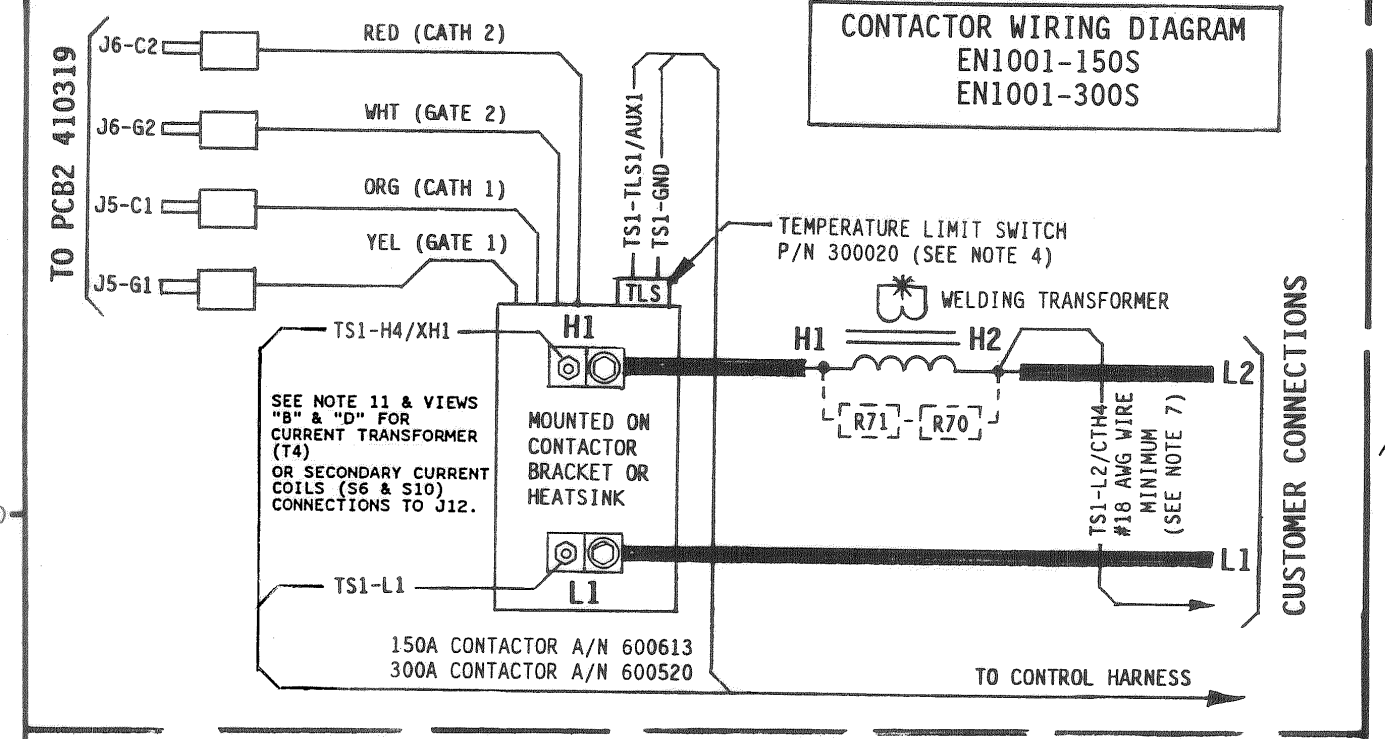 CONTACTOR WIRING DIAGRAM
EN1001-150S
EN1001-300S
TO PCB2 410319
J6-C2
RED (CATH 2)
J6-G2
WHT (GATE 2)
J5-C1
ORG (CATH 1)
J5-G1
YEL (GATE 1)
TS1-TLS1/AUX1
TS1-GND
TEMPERATURE LIMIT SWITCH
P/N 300020 (SEE NOTE 4)
TLS
WELDING TRANSFORMER
TS1-H4/XH1
H1
H1
H2
L2
R71
R70
SEE NOTE 11 & VIEWS
"B" & "D" FOR
CURRENT TRANSFORMER
(T4)
OR SECONDARY CURRENT
COILS (S6 & S10)
CONNECTIONS TO J12.
MOUNTED ON
CONTACTOR
BRACKET OR
HEATSINK
TS1-L2/CTH4
#18 AWG WIRE
MINIMUM
(SEE NOTE 7)
CUSTOMER CONNECTIONS
L1
TS1-L1
L1
150A CONTACTOR A/N 600613
300A CONTACTOR A/N 600520
TO CONTROL HARNESS